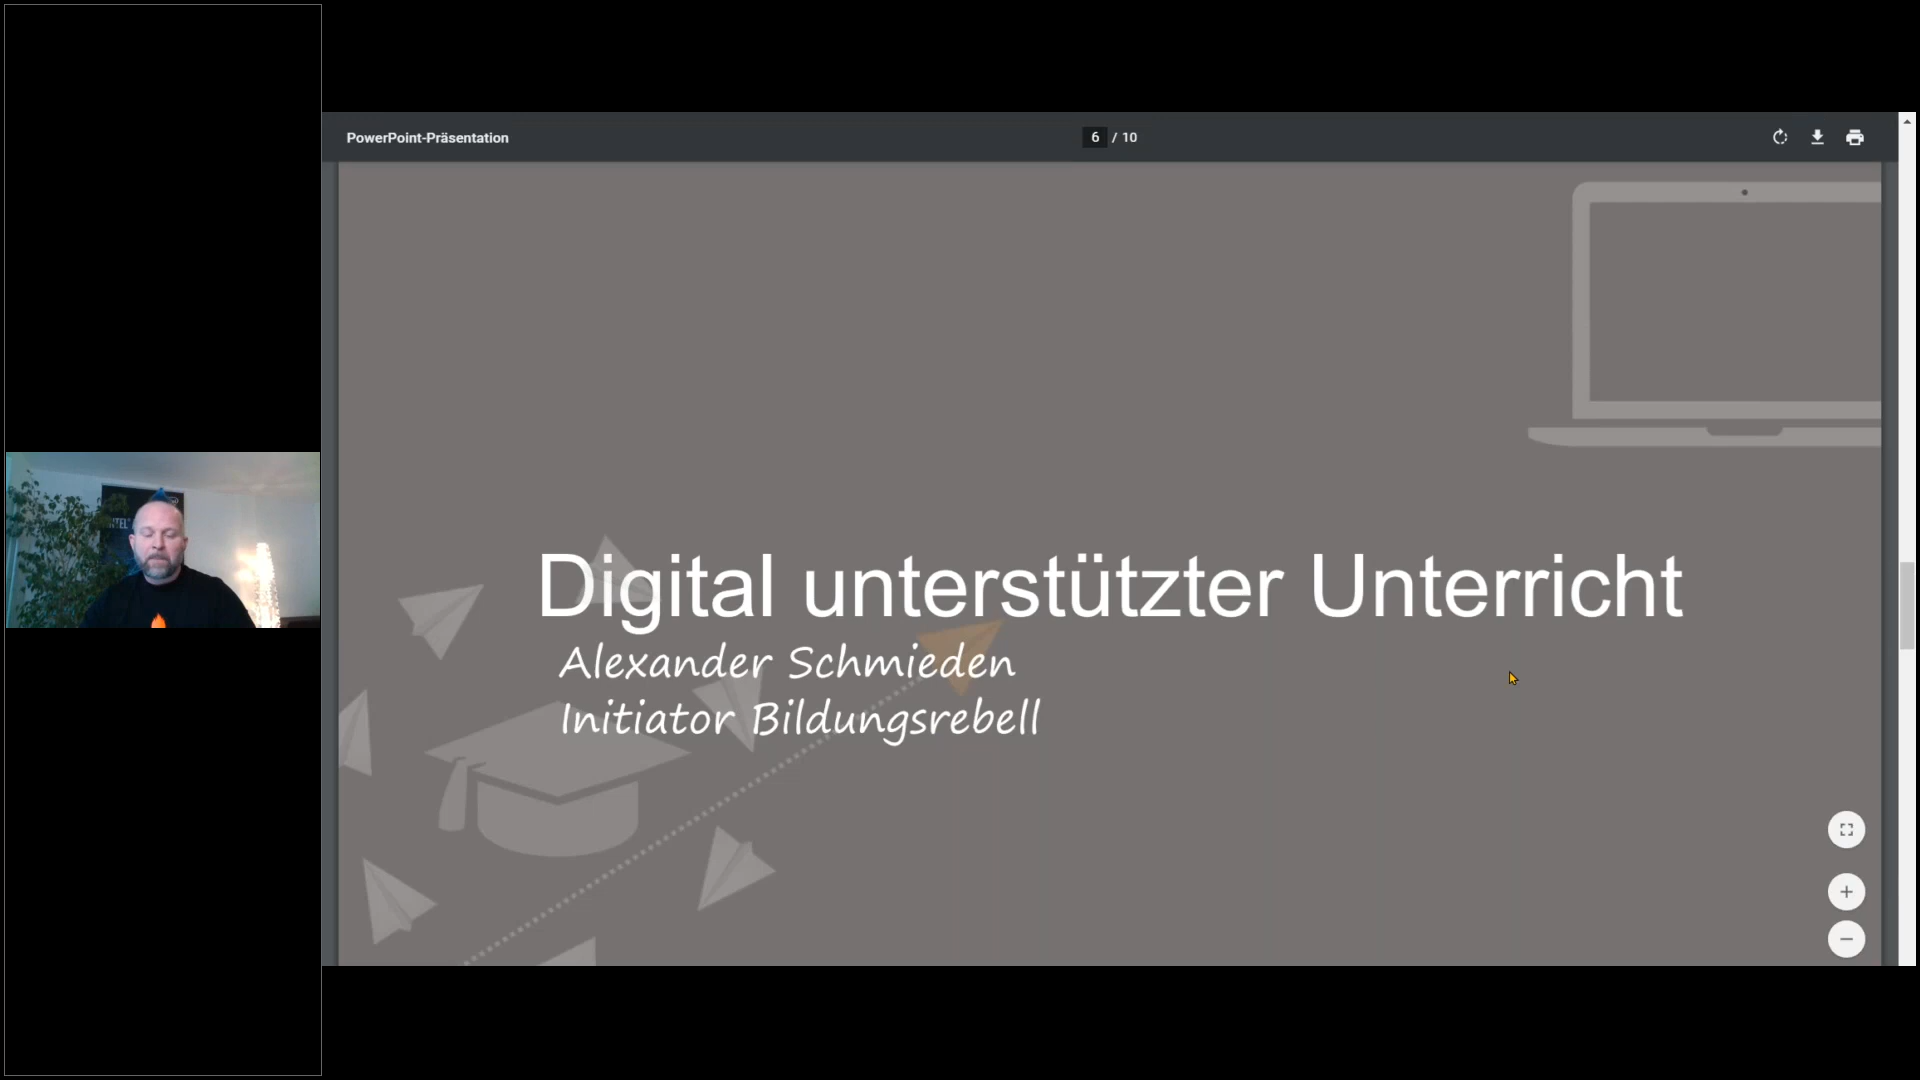 PowerPoint-Präsentation
6 / 10
Digital unterstützter Unterricht
Alexander Schmieden
Initiator Bildungsrebell